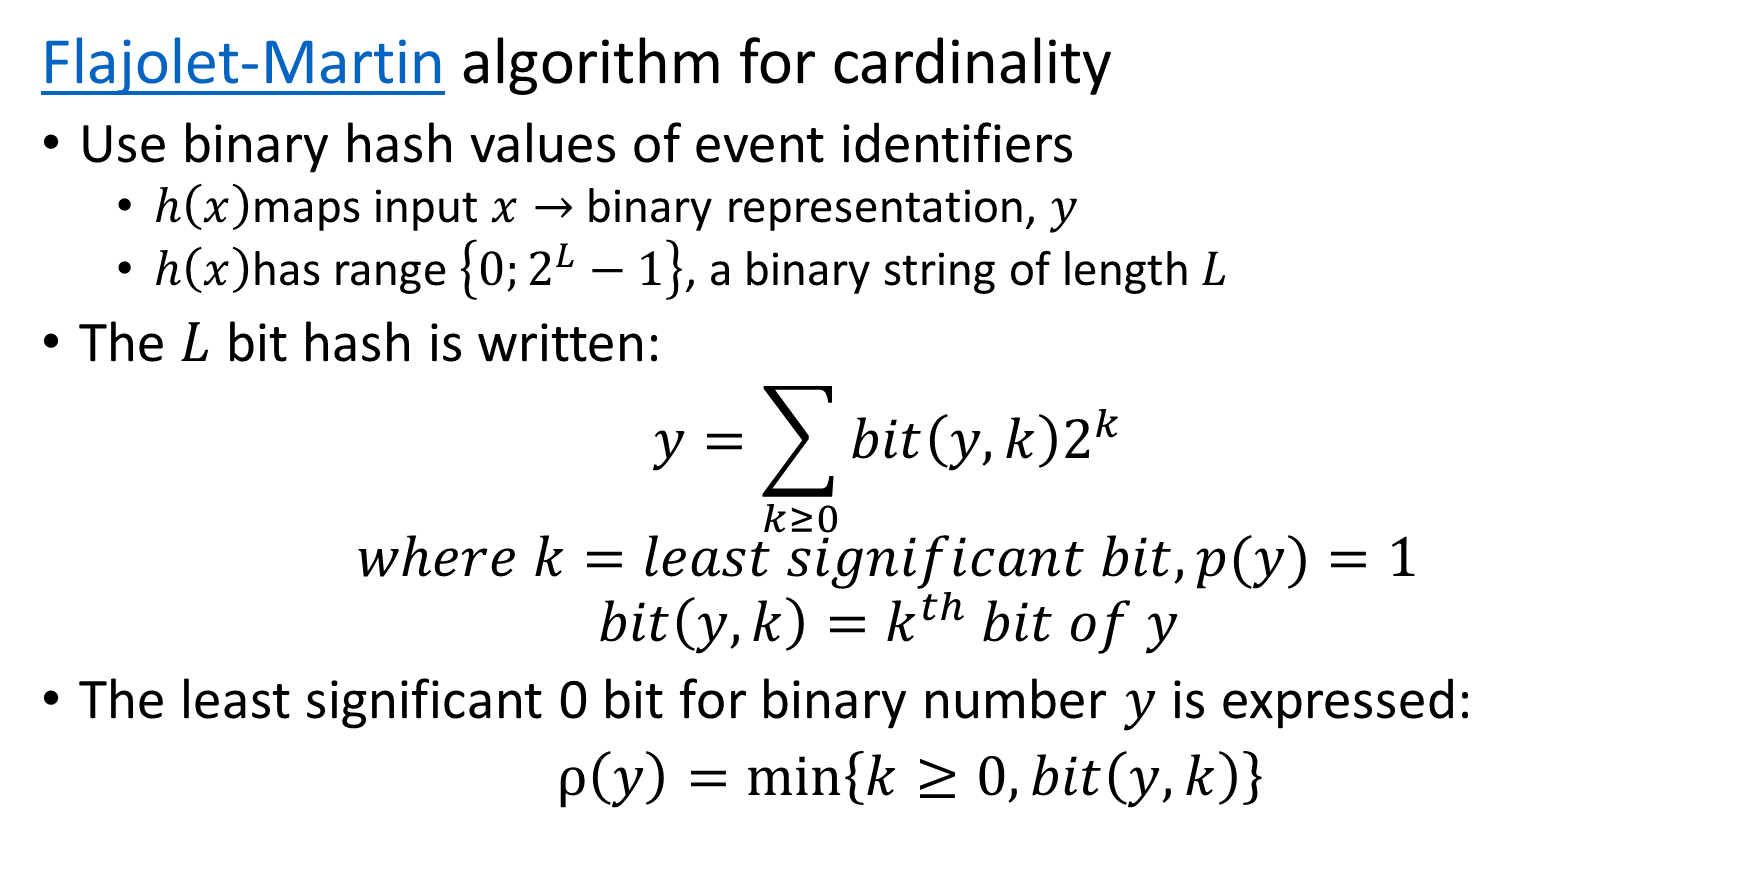 Flajolet-Martin algorithm for cardinality
• Use binary hash values of event identifiers
• h(x)maps input x → binary representation, y
• h(x)has range {0; 2^L − 1}, a binary string of length L
• The L bit hash is written:
y = ∑_{k≥0} bit(y, k)2^k
where k = least significant bit, p(y) = 1
bit(y, k) = k^{th} bit of y
• The least significant 0 bit for binary number y is expressed:
ρ(y) = min{k ≥ 0, bit(y, k)}